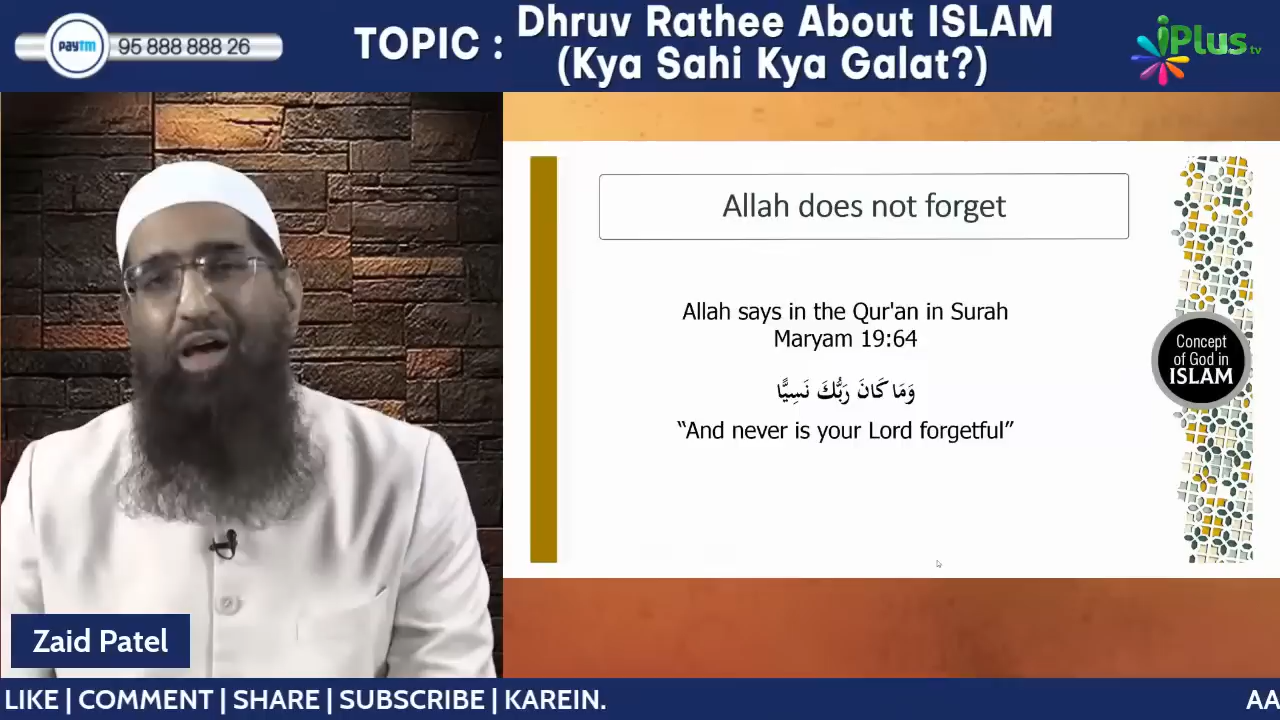 paytm 95 888 888 26
TOPIC :
Dhruv Rathee About ISLAM
(Kya Sahi Kya Galat?)
iPlus tv
Allah does not forget
Allah says in the Qur'an in Surah
Maryam 19:64
وَمَا كَانَ رَبُّكَ نَسِيًّا
“And never is your Lord forgetful”
Concept
of God in
ISLAM
Zaid Patel
LIKE | COMMENT | SHARE | SUBSCRIBE | KAREIN.
AA